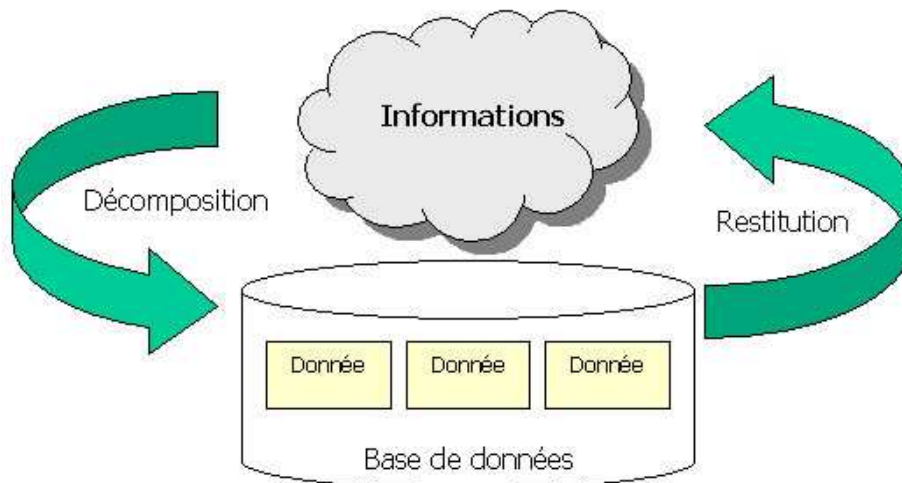 Informations
Décomposition
Restitution
Donnée
Donnée
Donnée
Base de données